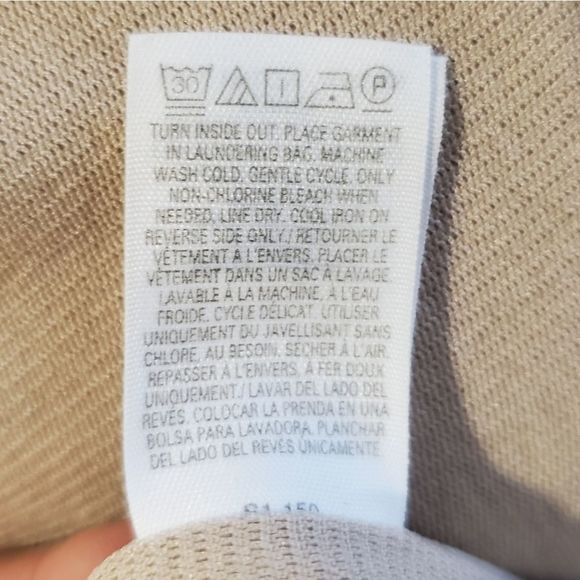 30 P
TURN INSIDE OUT. PLACE GARMENT
IN LAUNDERING BAG. MACHINE
WASH COLD. GENTLE CYCLE. ONLY
NON-CHLORINE BLEACH WHEN
NEEDED. LINE DRY. COOL IRON ON
REVERSE SIDE ONLY./ RETOURNER LE
VÊTEMENT A L'ENVERS. PLACER LE
VÊTEMENT DANS UN SAC À LAVAGE.
LAVABLE À LA MACHINE, À L'EAU
FROIDE. CYCLE DÉLICAT. UTILISER
UNIQUEMENT DU JAVELLISANT SANS
CHLORE, AU BESOIN. SÉCHER À L'AIR.
REPASSER À L'ENVERS, À FER DOUX
UNIQUEMENT./ LAVAR DEL LADO DEL
REVÉS. COLOCAR LA PRENDA EN UNA
BOLSA PARA LAVADORA. PLANCHAR
DEL LADO DEL REVÉS ÚNICAMENTE.